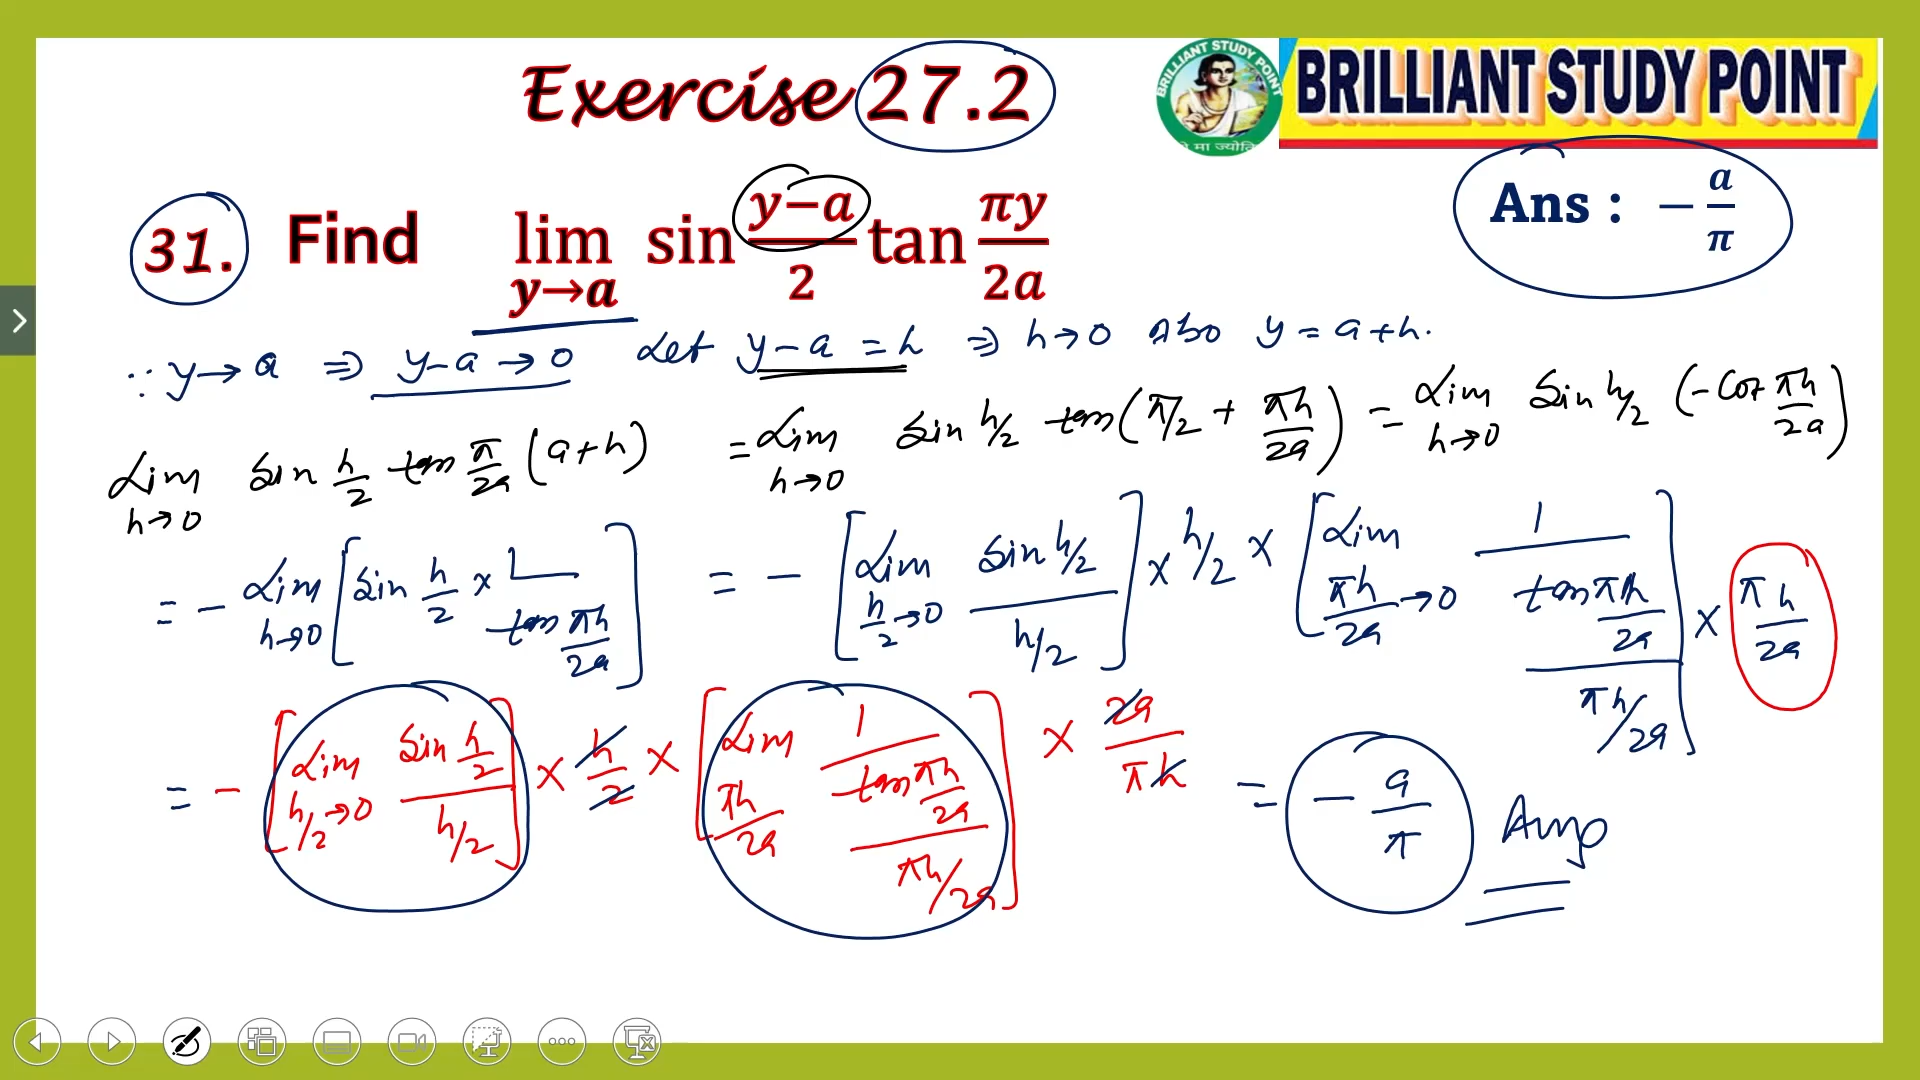 Exercise 27.2
BRILLIANT STUDY POINT
BRILLIANT STUDY POINT
मा ज्योति
31. Find lim y→a sin (y−a)/2 tan πy/2a
Ans : −a/π
∵ y→a ⇒ y−a→0 Let y−a = h ⇒ h→0 Also y = a+h.
Lim h→0 Sin h/2 tan π/2a (a+h) = Lim h→0 Sin h/2 tan(π/2 + πh/2a) = Lim h→0 Sin h/2 (−Cot πh/2a)
= − Lim h→0 [Sin h/2 × 1/tan πh/2a] = − [Lim h/2→0 Sin h/2 / h/2] × h/2 × [Lim πh/2a→0 1 / tan πh/2a / πh/2a] × πh/2a
= − [Lim h/2→0 Sin h/2 / h/2] × h/2 × [Lim πh/2a 1 / tan πh/2a / πh/2a] × 2a/πh = − a/π Ans